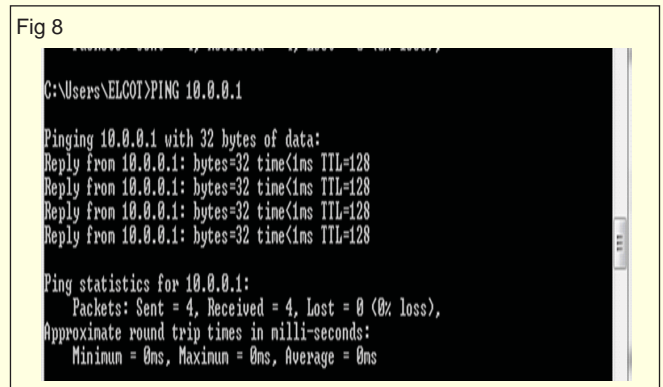 Fig 8
C:\Users\ELCOT>PING 10.0.0.1
Pinging 10.0.0.1 with 32 bytes of data:
Reply from 10.0.0.1: bytes=32 time<1ms TTL=128
Reply from 10.0.0.1: bytes=32 time<1ms TTL=128
Reply from 10.0.0.1: bytes=32 time<1ms TTL=128
Reply from 10.0.0.1: bytes=32 time<1ms TTL=128
Ping statistics for 10.0.0.1:
Packets: Sent = 4, Received = 4, Lost = 0 (0% loss),
Approximate round trip times in milli-seconds:
Minimum = 0ms, Maximum = 0ms, Average = 0ms